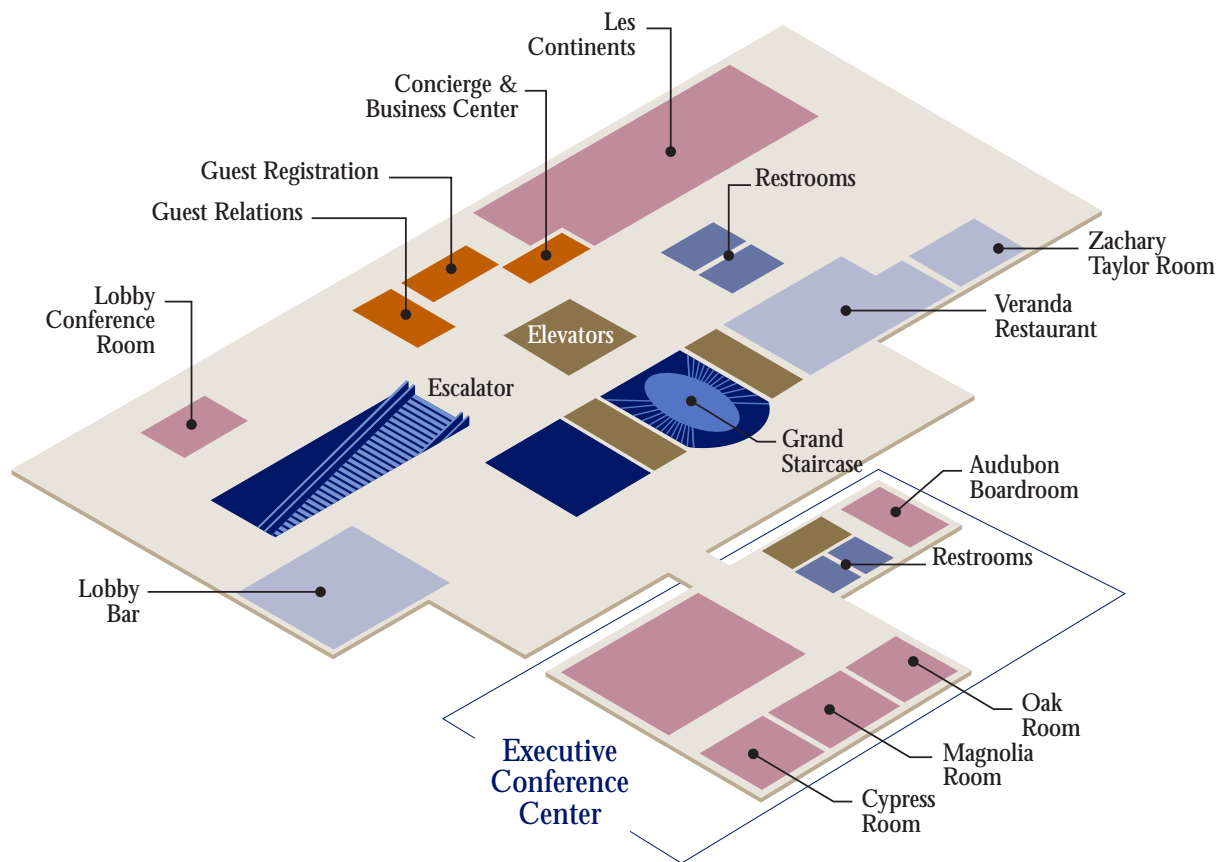 Les
Continents
Concierge &
Business Center
Guest Registration
Restrooms
Guest Relations
Zachary
Taylor Room
Lobby
Conference
Room
Veranda
Restaurant
Elevators
Escalator
Grand
Staircase
Audubon
Boardroom
Restrooms
Lobby
Bar
Oak
Room
Executive
Conference
Center
Magnolia
Room
Cypress
Room